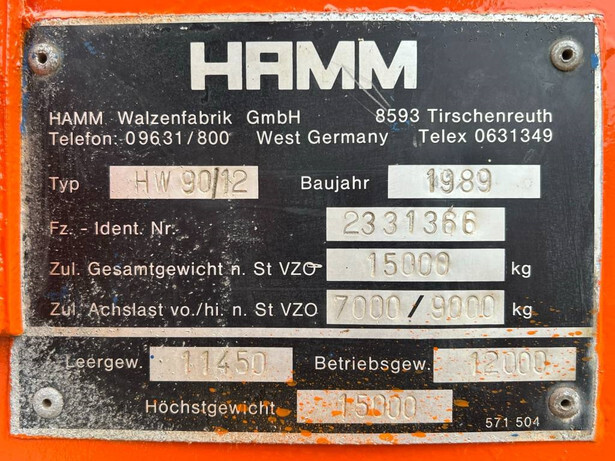 HAMM
HAMM Walzenfabrik GmbH 8593 Tirschenreuth
Telefon: 09631/800 West Germany Telex 0631349
Typ HW 90/12 Baujahr 1989
Fz. - Ident. Nr. 2331366
Zul. Gesamtgewicht n. St VZO 15000 kg
Zul. Achslast vo./hi. n. St VZO 7000/9000 kg
Leergew. 11450 Betriebsgew. 12000
Höchstgewicht 15000
571 504